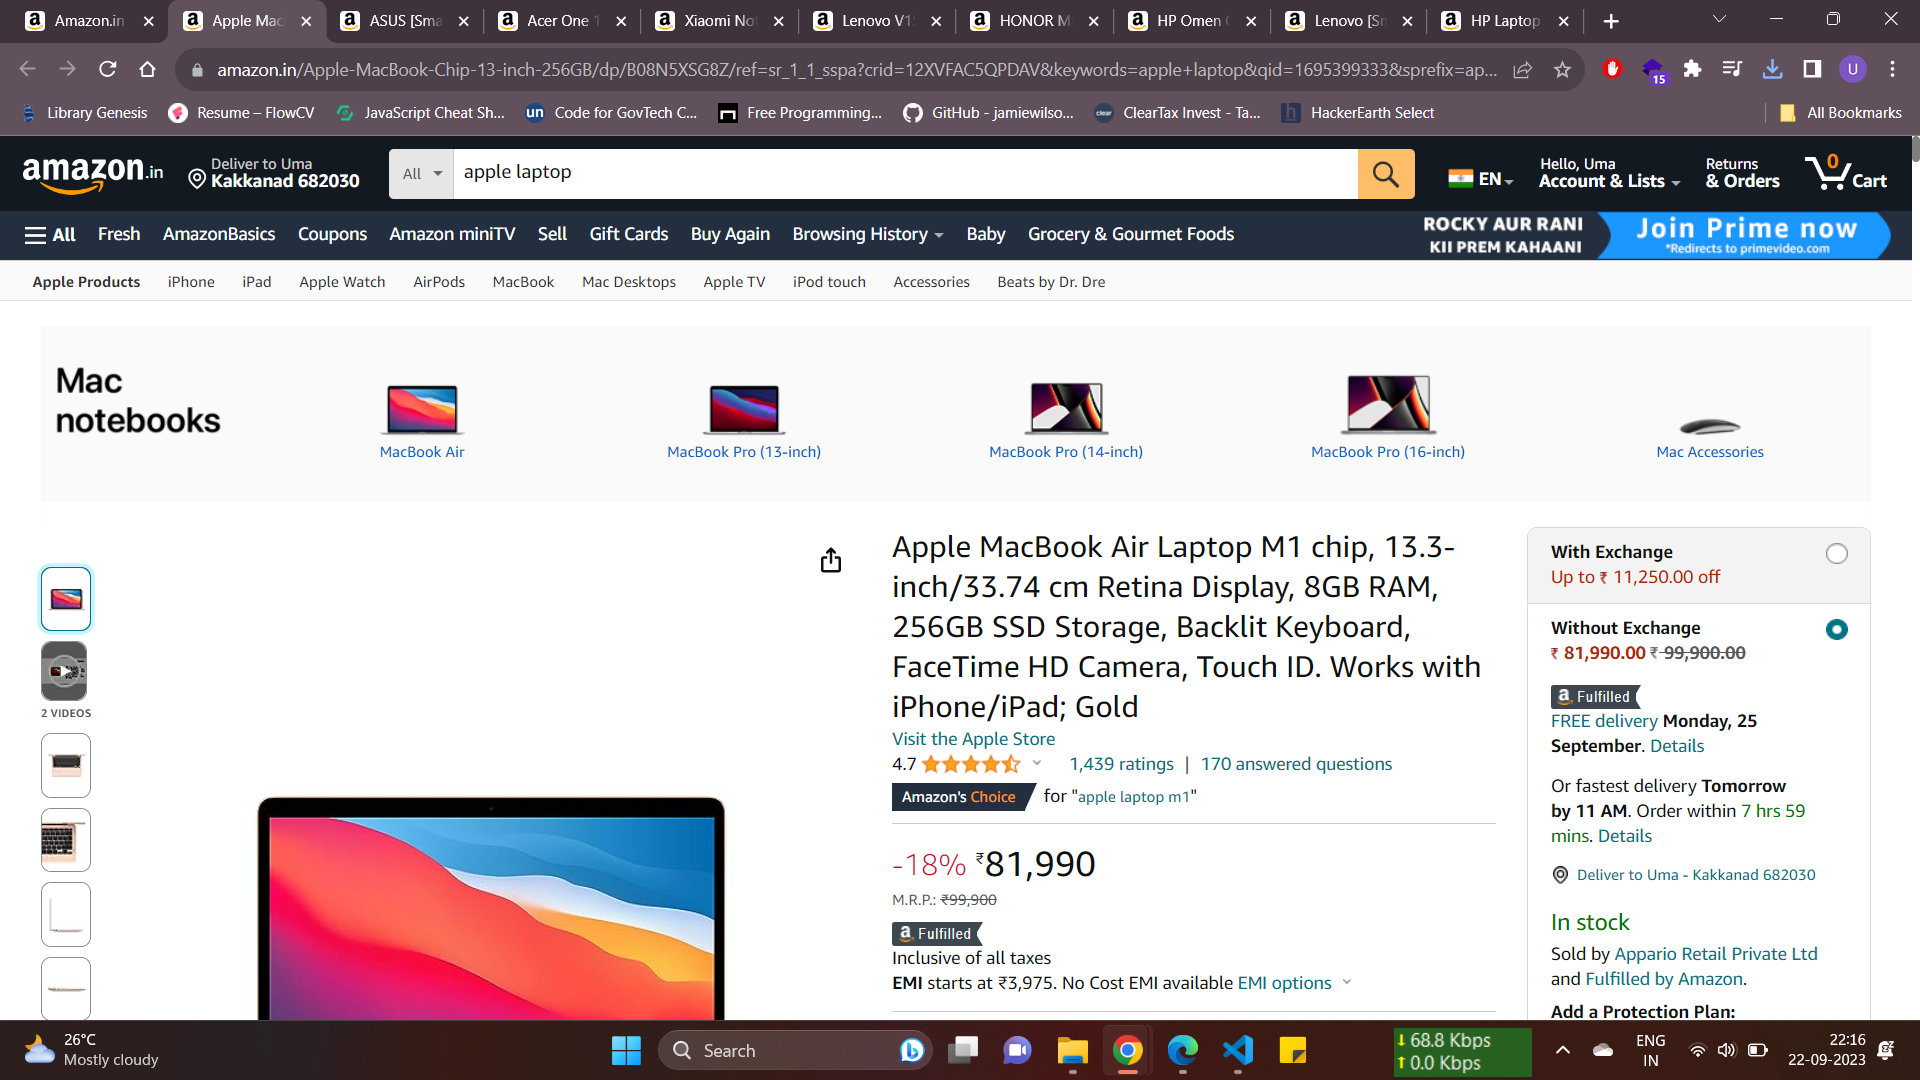 Amazon.in
Apple Mac
ASUS [Sma
Acer One 1
Xiaomi Not
Lenovo V15
HONOR M
HP Omen
Lenovo [Sn
HP Laptop
amazon.in/Apple-MacBook-Chip-13-inch-256GB/dp/B08N5XSG8Z/ref=sr_1_1_sspa?crid=12XVFAC5QPDAV&keywords=apple+laptop&qid=1695399333&sprefix=ap...
15
U
Library Genesis
Resume – FlowCV
JavaScript Cheat Sh...
un Code for GovTech C...
Free Programming...
GitHub - jamiewilso...
clear ClearTax Invest - Ta...
h HackerEarth Select
All Bookmarks
amazon.in
Deliver to Uma
Kakkanad 682030
All
apple laptop
EN
Hello, Uma
Account & Lists
Returns
& Orders
0
Cart
All
Fresh
AmazonBasics
Coupons
Amazon miniTV
Sell
Gift Cards
Buy Again
Browsing History
Baby
Grocery & Gourmet Foods
ROCKY AUR RANI
KII PREM KAHAANI
Join Prime now
*Redirects to primevideo.com
Apple Products
iPhone
iPad
Apple Watch
AirPods
MacBook
Mac Desktops
Apple TV
iPod touch
Accessories
Beats by Dr. Dre
Mac
notebooks
MacBook Air
MacBook Pro (13-inch)
MacBook Pro (14-inch)
MacBook Pro (16-inch)
Mac Accessories
2 VIDEOS
Apple MacBook Air Laptop M1 chip, 13.3-
inch/33.74 cm Retina Display, 8GB RAM,
256GB SSD Storage, Backlit Keyboard,
FaceTime HD Camera, Touch ID. Works with
iPhone/iPad; Gold
Visit the Apple Store
4.7
1,439 ratings | 170 answered questions
Amazon's Choice for "apple laptop m1"
-18% ₹81,990
M.R.P.: ₹99,900
a Fulfilled
Inclusive of all taxes
EMI starts at ₹3,975. No Cost EMI available EMI options
With Exchange
Up to ₹ 11,250.00 off
Without Exchange
₹ 81,990.00 ₹ 99,900.00
a Fulfilled
FREE delivery Monday, 25
September. Details
Or fastest delivery Tomorrow
by 11 AM. Order within 7 hrs 59
mins. Details
Deliver to Uma - Kakkanad 682030
In stock
Sold by Appario Retail Private Ltd
and Fulfilled by Amazon.
Add a Protection Plan:
26°C
Mostly cloudy
Search
68.8 Kbps
0.0 Kbps
ENG
IN
22:16
22-09-2023